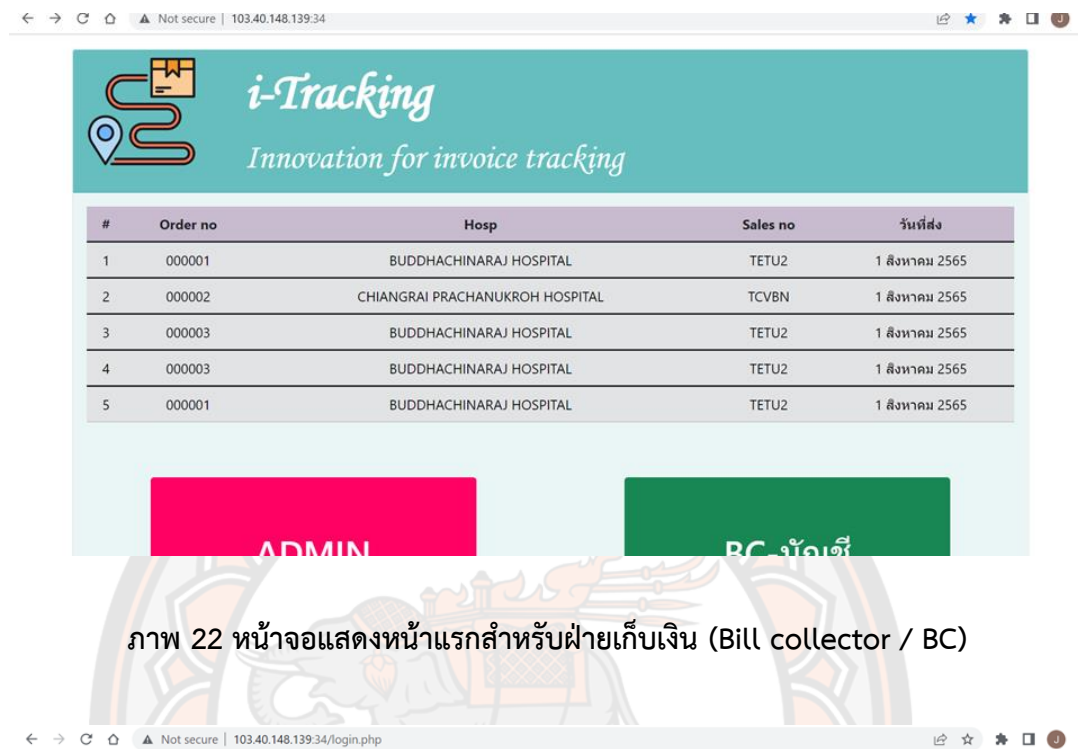 Not secure | 103.40.148.139:34
J
i-Tracking
Innovation for invoice tracking
# Order no Hosp Sales no วันที่ส่ง
1 000001 BUDDHACHINARAJ HOSPITAL TETU2 1 สิงหาคม 2565
2 000002 CHIANGRAI PRACHANUKROH HOSPITAL TCVBN 1 สิงหาคม 2565
3 000003 BUDDHACHINARAJ HOSPITAL TETU2 1 สิงหาคม 2565
4 000003 BUDDHACHINARAJ HOSPITAL TETU2 1 สิงหาคม 2565
5 000001 BUDDHACHINARAJ HOSPITAL TETU2 1 สิงหาคม 2565
ADMIN BC-บัญชี
ภาพ 22 หน้าจอแสดงหน้าแรกสำหรับฝ่ายเก็บเงิน (Bill collector / BC)
Not secure | 103.40.148.139:34/login.php
J